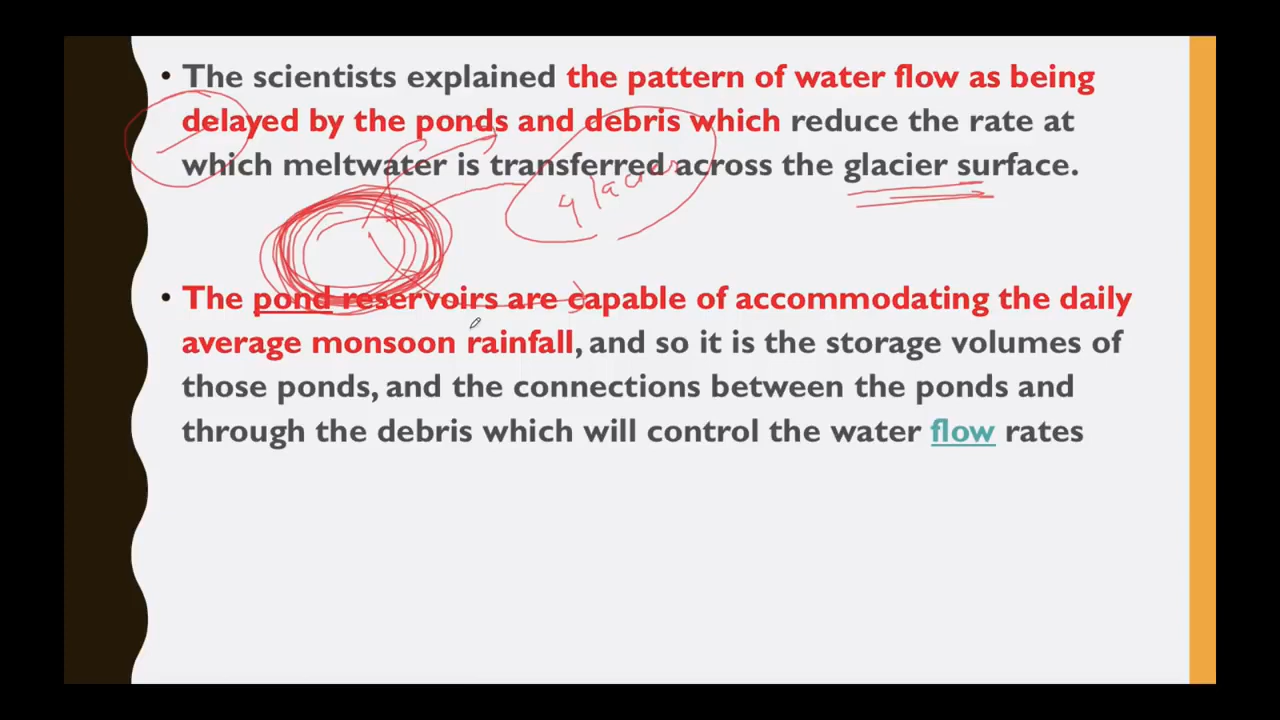 • The scientists explained the pattern of water flow as being
delayed by the ponds and debris which reduce the rate at
which meltwater is transferred across the glacier surface.
glacier
• The pond reservoirs are capable of accommodating the daily
average monsoon rainfall, and so it is the storage volumes of
those ponds, and the connections between the ponds and
through the debris which will control the water flow rates